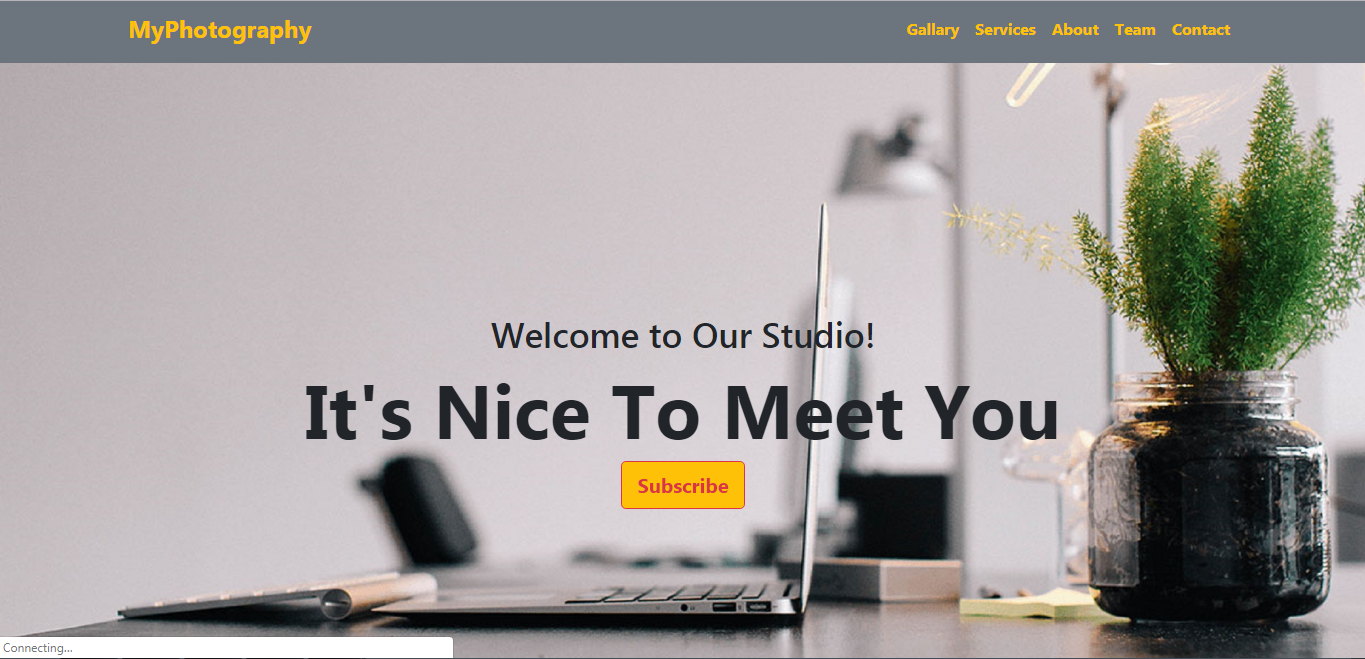 MyPhotography Gallary Services About Team Contact
Welcome to Our Studio!
It's Nice To Meet You
Subscribe
Connecting...